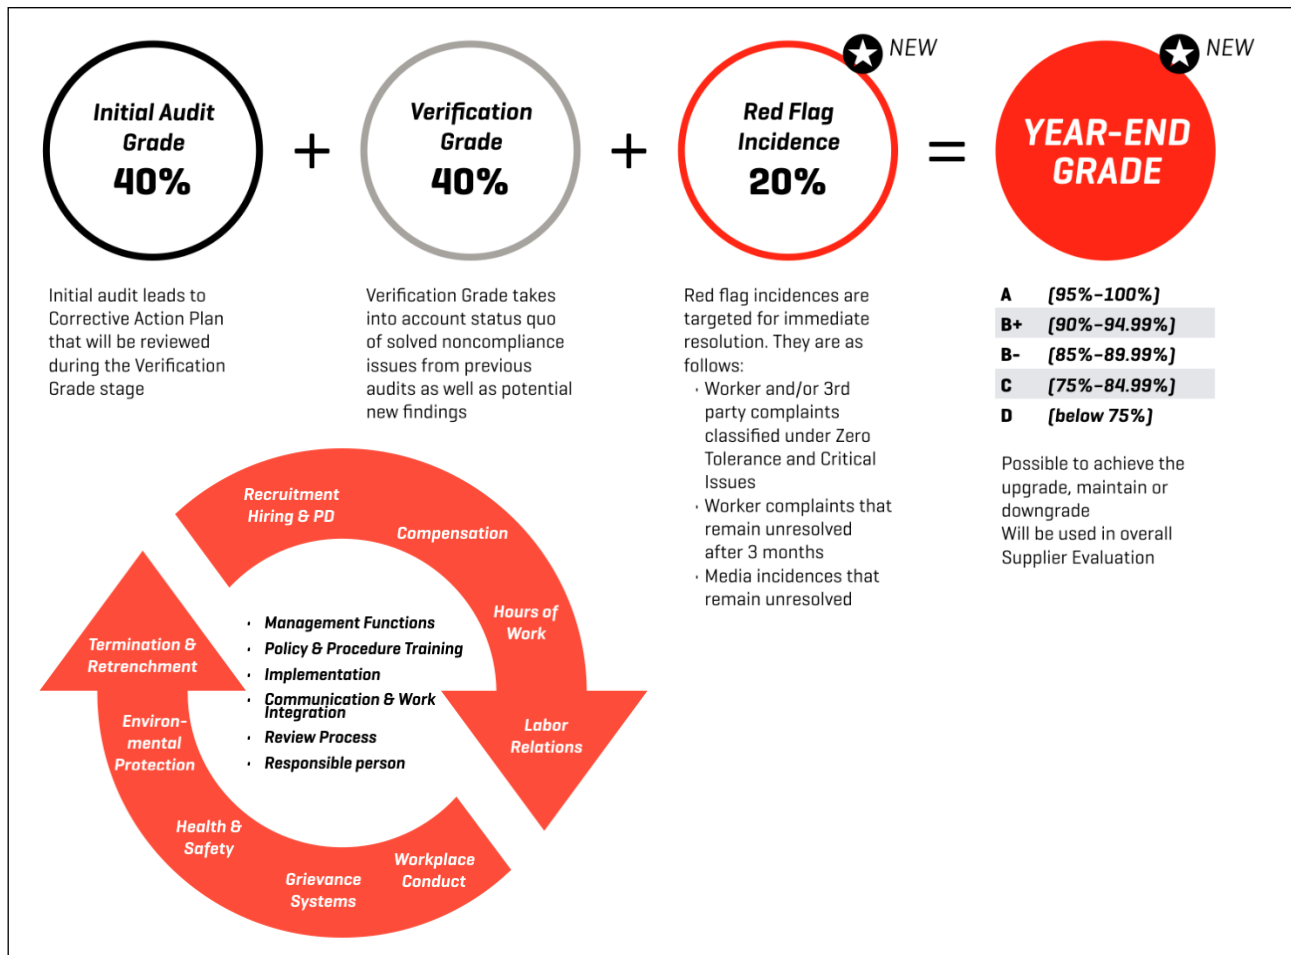 Initial Audit
Grade
40%
+
Verification
Grade
40%
+
NEW
Red Flag
Incidence
20%
=
NEW
YEAR-END
GRADE
Initial audit leads to
Corrective Action Plan
that will be reviewed
during the Verification
Grade stage
Verification Grade takes
into account status quo
of solved noncompliance
issues from previous
audits as well as potential
new findings
Red flag incidences are
targeted for immediate
resolution. They are as
follows:
· Worker and/or 3rd
party complaints
classified under Zero
Tolerance and Critical
Issues
· Worker complaints that
remain unresolved
after 3 months
· Media incidences that
remain unresolved
A (95%–100%)
B+ (90%–94.99%)
B- (85%–89.99%)
C (75%–84.99%)
D (below 75%)
Possible to achieve the
upgrade, maintain or
downgrade
Will be used in overall
Supplier Evaluation
Recruitment
Hiring & PD
Compensation
Hours of
Work
Labor
Relations
Workplace
Conduct
Grievance
Systems
Health &
Safety
Environ-
mental
Protection
Termination &
Retrenchment
· Management Functions
· Policy & Procedure Training
· Implementation
· Communication & Work
Integration
· Review Process
· Responsible person